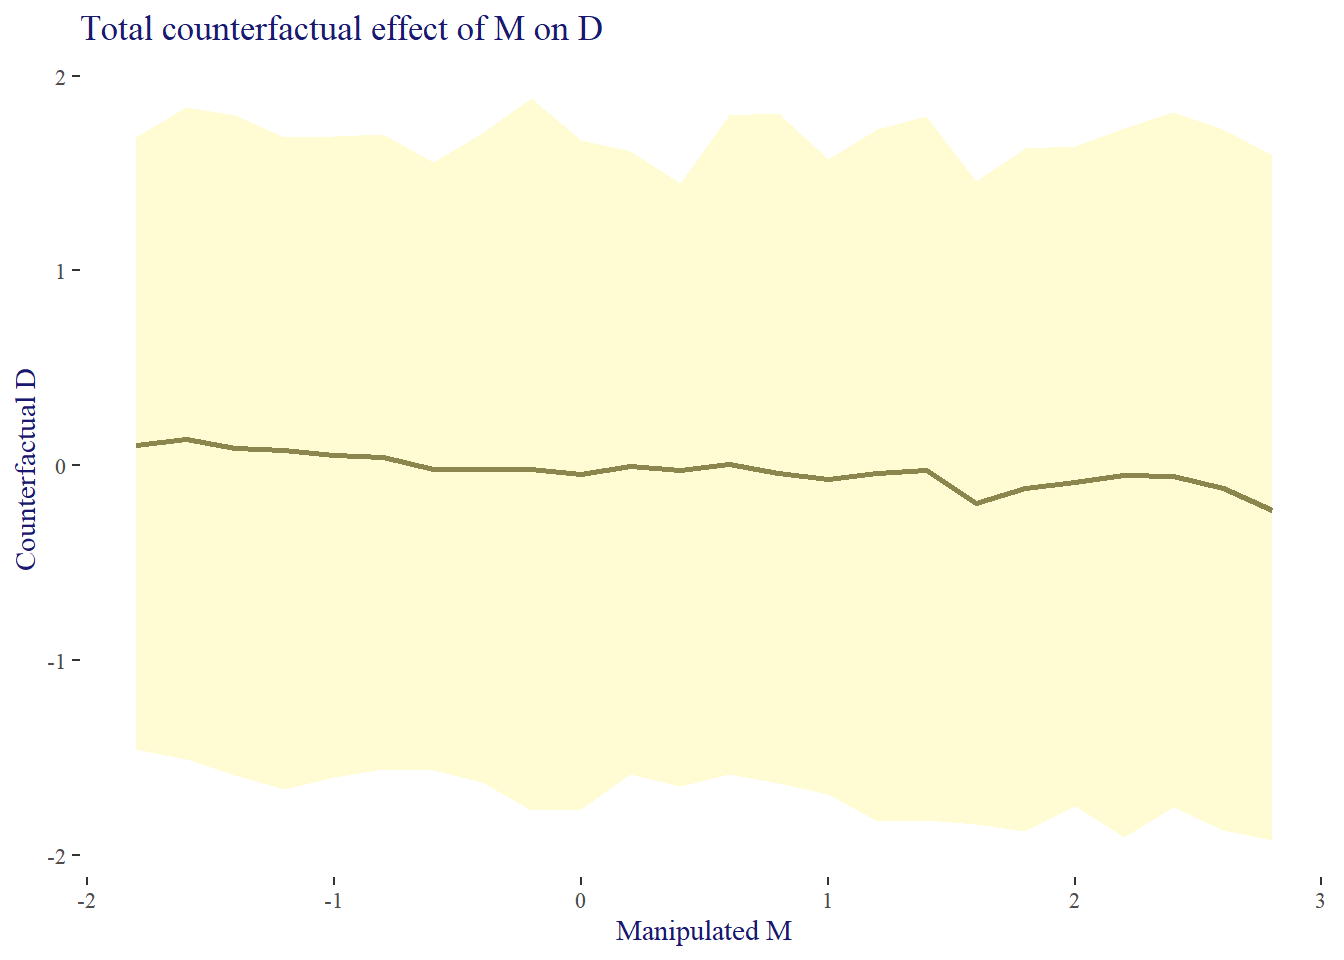 Total counterfactual effect of M on D
2
1
0
-1
-2
Counterfactual D
-2 -1 0 1 2 3
Manipulated M